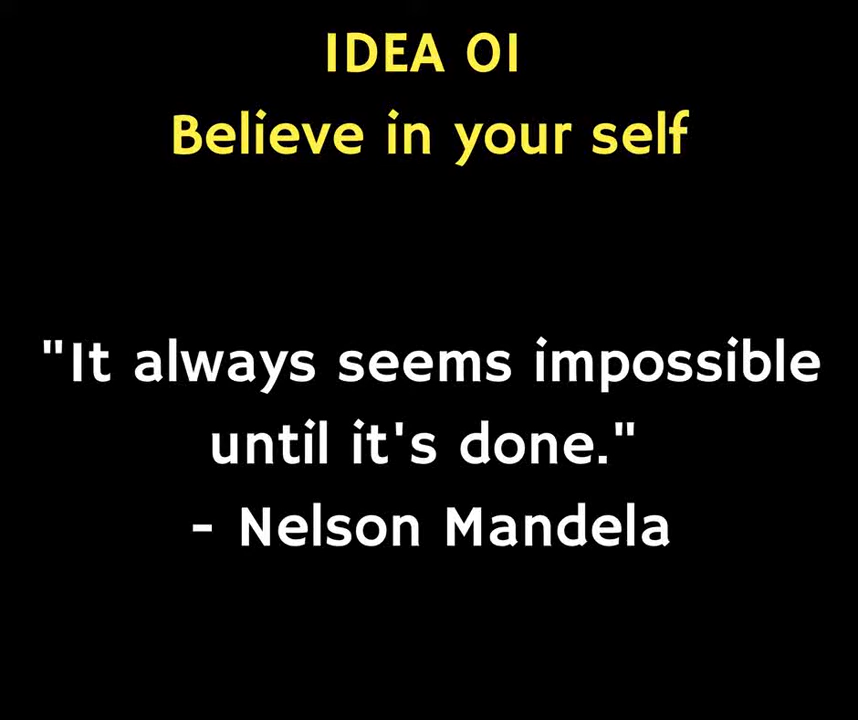 IDEA 01
Believe in your self
"It always seems impossible
until it's done."
- Nelson Mandela